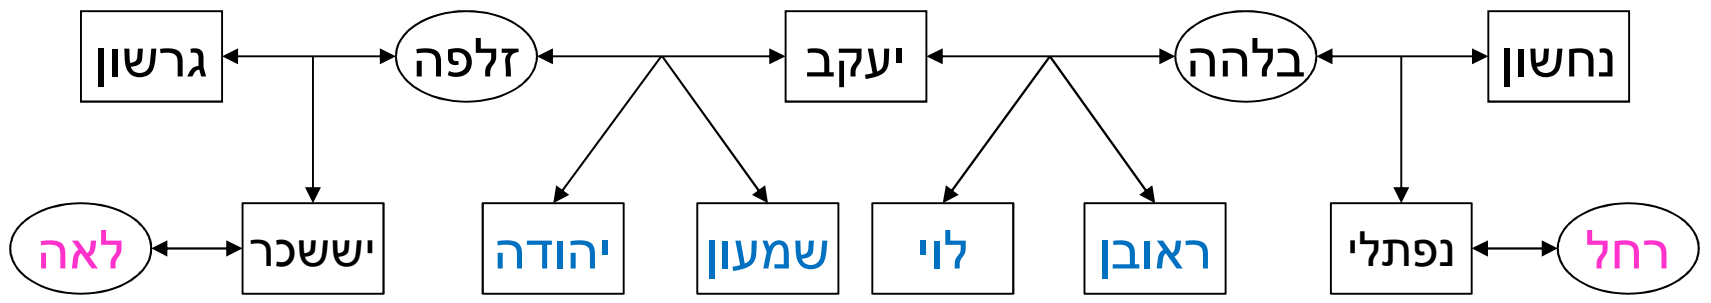 נחשון בלהה יעקב זלפה גרשון
רחל נפתלי ראובן לוי שמעון יהודה יששכר לאה